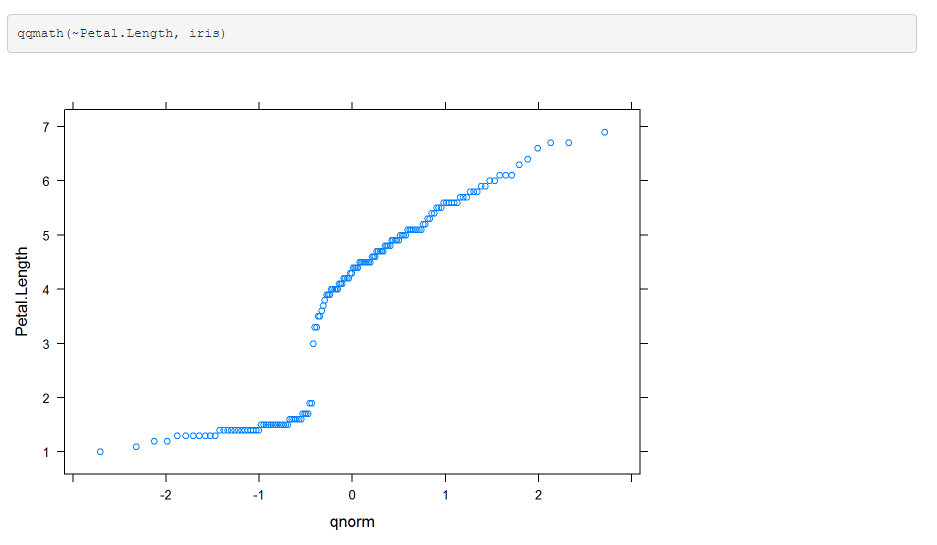 qqmath(~Petal.Length, iris)
7
6
5
4
3
2
1
Petal.Length
-2 -1 0 1 2
qnorm